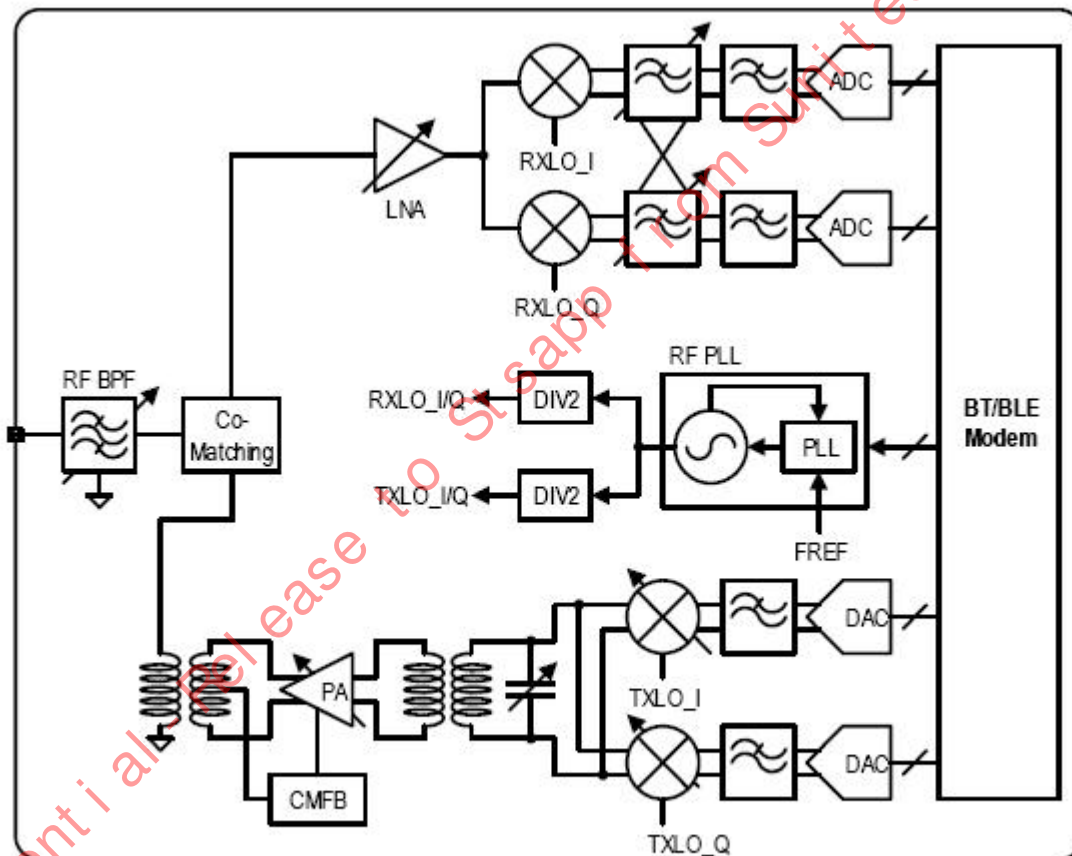 ADC
RXLO_I
LNA
ADC
RXLO_Q
RF PLL
RF BPF
RXLO_I/Q
DIV2
Co-
Matching
PLL
BT/BLE
Modem
TXLO_I/Q
DIV2
FREF
DAC
PA
TXLO_I
CMFB
DAC
TXLO_Q